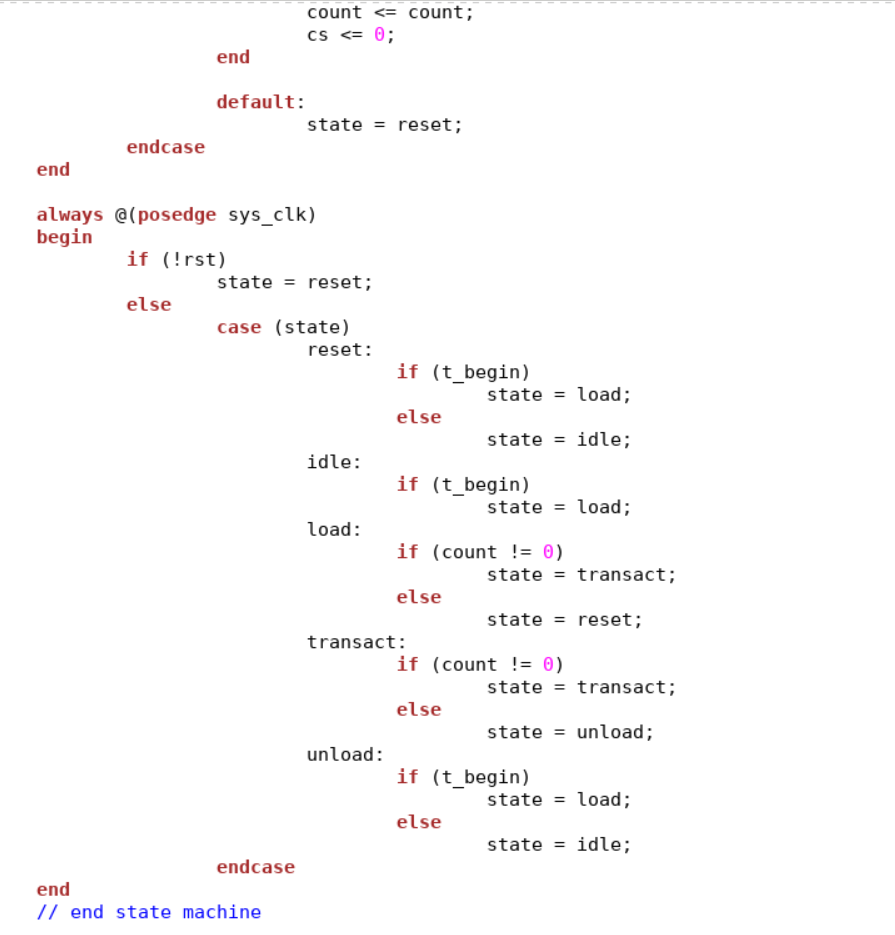 count <= count;
                        cs <= 0;
                end

                default:
                        state = reset;
        endcase
end

always @(posedge sys_clk)
begin
        if (!rst)
                state = reset;
        else
                case (state)
                        reset:
                                if (t_begin)
                                        state = load;
                                else
                                        state = idle;
                        idle:
                                if (t_begin)
                                        state = load;
                        load:
                                if (count != 0)
                                        state = transact;
                                else
                                        state = reset;
                        transact:
                                if (count != 0)
                                        state = transact;
                                else
                                        state = unload;
                        unload:
                                if (t_begin)
                                        state = load;
                                else
                                        state = idle;
                endcase
end
// end state machine